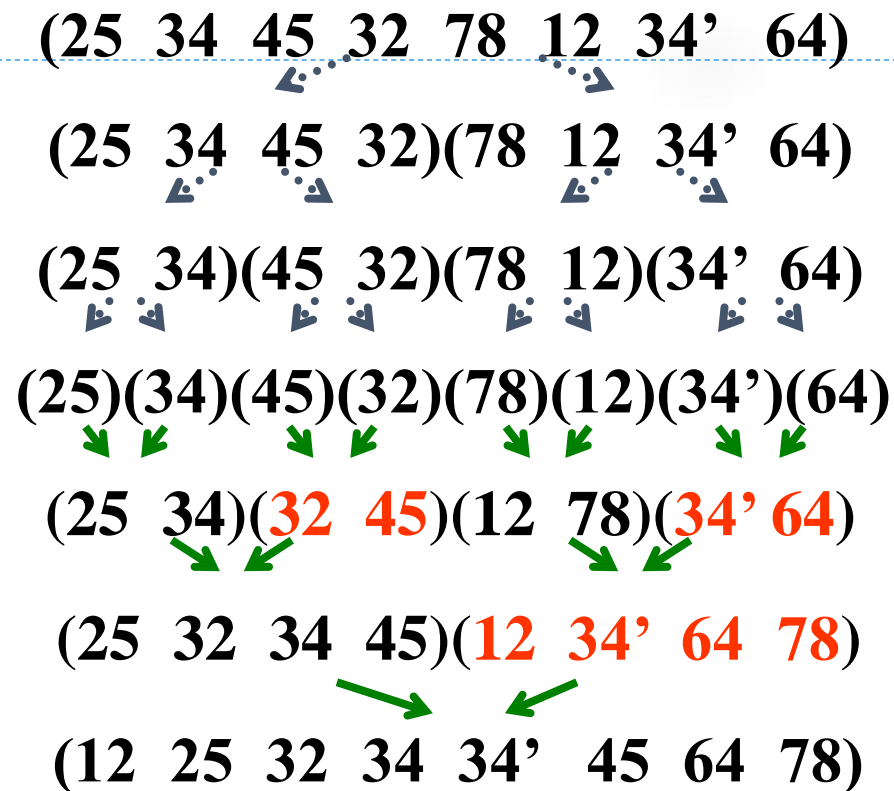 (25 34 45 32 78 12 34’ 64)
(25 34 45 32)(78 12 34’ 64)
(25 34)(45 32)(78 12)(34’ 64)
(25)(34)(45)(32)(78)(12)(34’)(64)
(25 34)(32 45)(12 78)(34’ 64)
(25 32 34 45)(12 34’ 64 78)
(12 25 32 34 34’ 45 64 78)